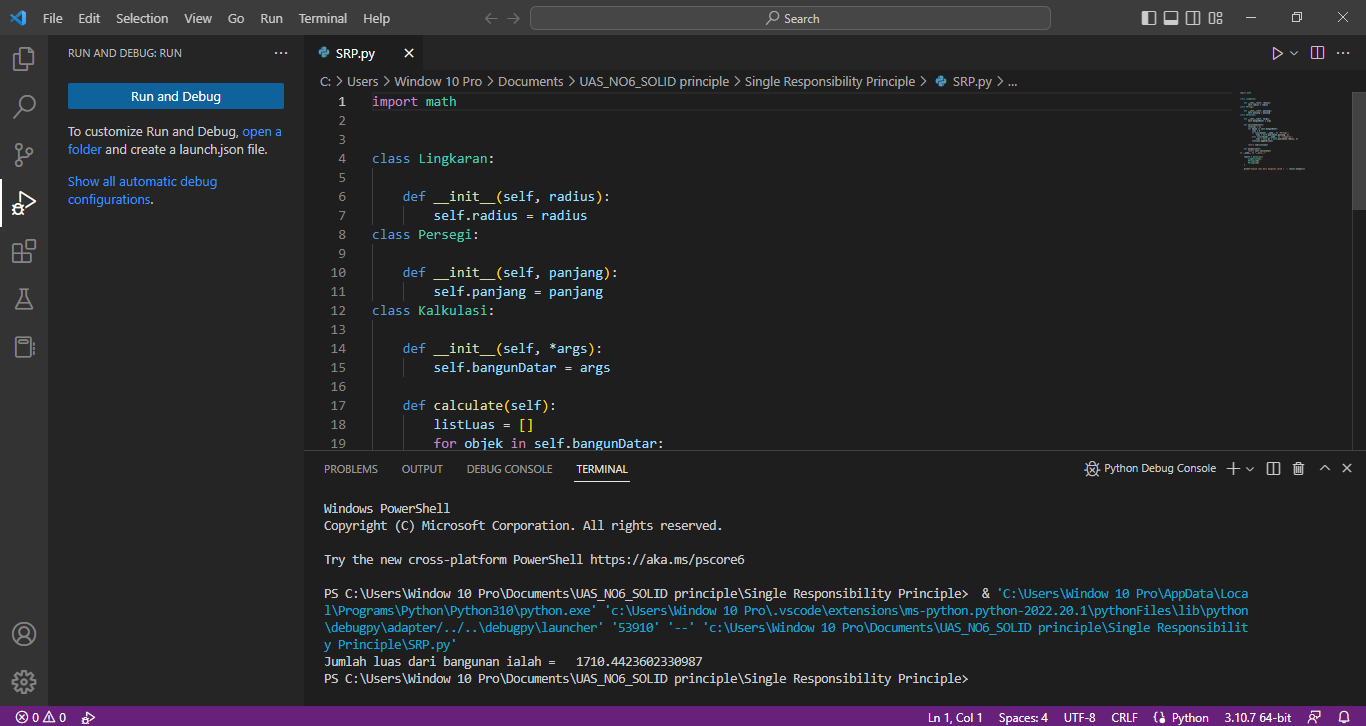 File Edit Selection View Go Run Terminal Help
Search
RUN AND DEBUG: RUN
Run and Debug
To customize Run and Debug, open a
folder and create a launch.json file.
Show all automatic debug
configurations.
SRP.py
C: > Users > Window 10 Pro > Documents > UAS_NO6_SOLID principle > Single Responsibility Principle > SRP.py > ...
1 import math
2
3
4 class Lingkaran:
5
6 def __init__(self, radius):
7 self.radius = radius
8 class Persegi:
9
10 def __init__(self, panjang):
11 self.panjang = panjang
12 class Kalkulasi:
13
14 def __init__(self, *args):
15 self.bangunDatar = args
16
17 def calculate(self):
18 listLuas = []
19 for objek in self.bangunDatar:
PROBLEMS OUTPUT DEBUG CONSOLE TERMINAL
Python Debug Console
Windows PowerShell
Copyright (C) Microsoft Corporation. All rights reserved.
Try the new cross-platform PowerShell https://aka.ms/pscore6
PS C:\Users\Window 10 Pro\Documents\UAS_NO6_SOLID principle\Single Responsibility Principle>  & 'C:\Users\Window 10 Pro\AppData\Loca
l\Programs\Python\Python310\python.exe' 'c:\Users\Window 10 Pro\.vscode\extensions\ms-python.python-2022.20.1\pythonFiles\lib\python
\debugpy\adapter/../..\debugpy\launcher' '53910' '--' 'c:\Users\Window 10 Pro\Documents\UAS_NO6_SOLID principle\Single Responsibilit
y Principle\SRP.py'
Jumlah luas dari bangunan ialah =   1710.4423602330987
PS C:\Users\Window 10 Pro\Documents\UAS_NO6_SOLID principle\Single Responsibility Principle>
0 0 Ln 1, Col 1 Spaces: 4 UTF-8 CRLF Python 3.10.7 64-bit